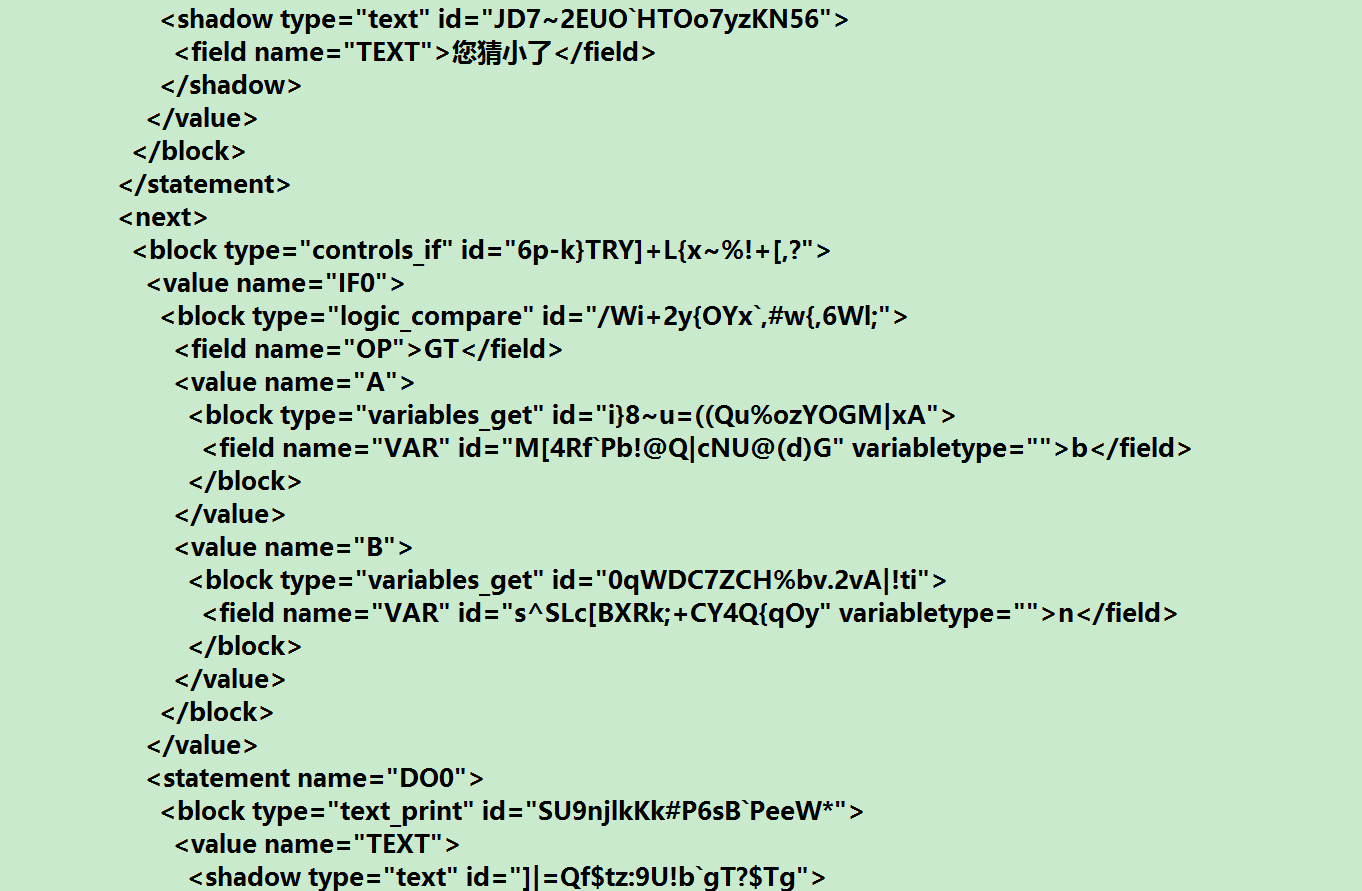 <shadow type="text" id="JD7~2EUO`HTOo7yzKN56">
<field name="TEXT">您猜小了</field>
</shadow>
</value>
</block>
</statement>
<next>
<block type="controls_if" id="6p-k}TRY]+L{x~%!+[,?">
<value name="IF0">
<block type="logic_compare" id="/Wi+2y{OYx`,#w{,6Wl;">
<field name="OP">GT</field>
<value name="A">
<block type="variables_get" id="i}8~u=((Qu%ozYOGM|xA">
<field name="VAR" id="M[4Rf`Pb!@Q|cNU@(d)G" variabletype="">b</field>
</block>
</value>
<value name="B">
<block type="variables_get" id="0qWDC7ZCH%bv.2vA|!ti">
<field name="VAR" id="s^SLc[BXRk;+CY4Q{qOy" variabletype="">n</field>
</block>
</value>
</block>
</value>
<statement name="DO0">
<block type="text_print" id="SU9njlkKk#P6sB`PeeW*">
<value name="TEXT">
<shadow type="text" id="]|=Qf$tz:9U!b`gT?$Tg">